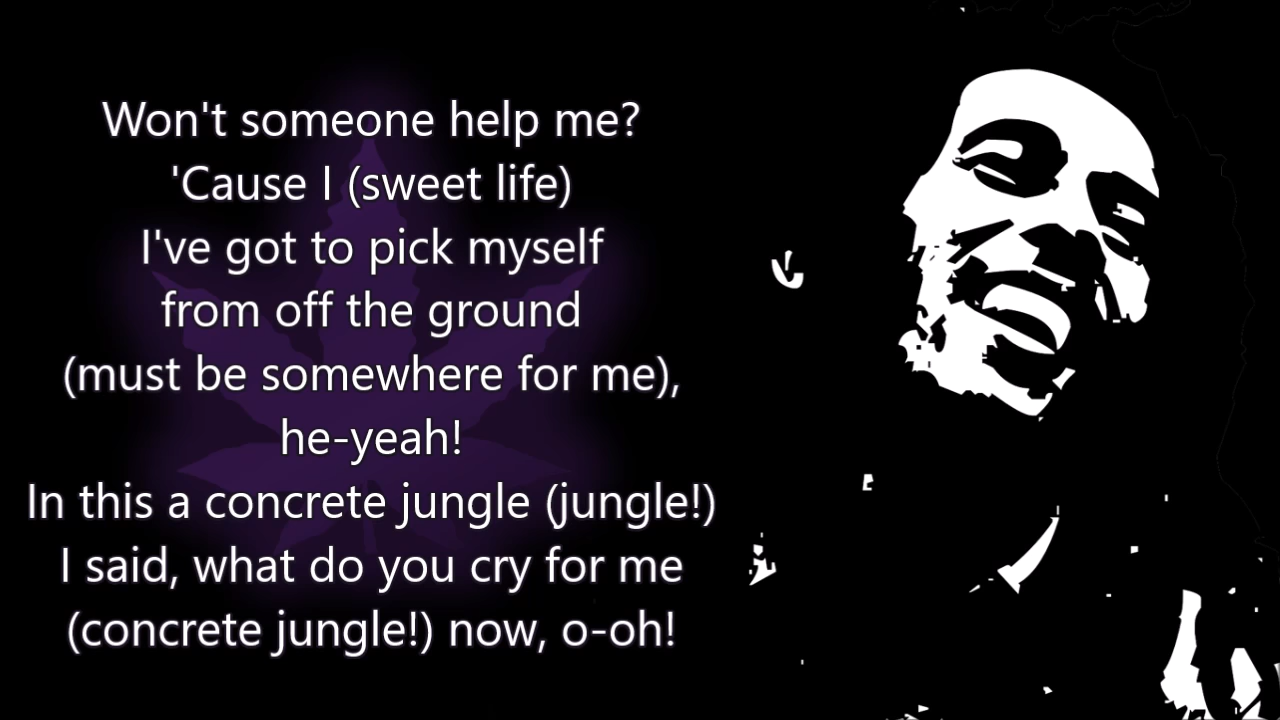 Won't someone help me?
'Cause I (sweet life)
I've got to pick myself
from off the ground
(must be somewhere for me),
he-yeah!
In this a concrete jungle (jungle!)
I said, what do you cry for me
(concrete jungle!) now, o-oh!